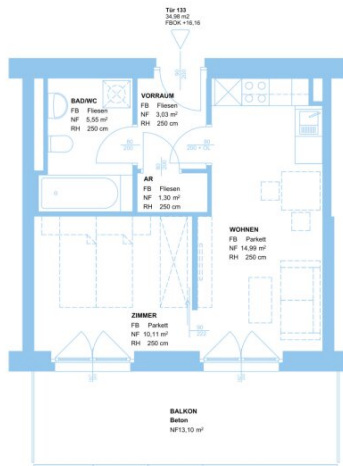 Tür 133
34,98 m2
FBOK +16,16
BAD/WC
FB Fliesen
NF 5,55 m²
RH 250 cm
VORRAUM
FB Fliesen
NF 3,03 m²
RH 250 cm
AR
FB Fliesen
NF 1,30 m²
RH 250 cm
WOHNEN
FB Parkett
NF 14,99 m²
RH 250 cm
ZIMMER
FB Parkett
NF 10,11 m²
RH 250 cm
BALKON
Beton
NF13,10 m²